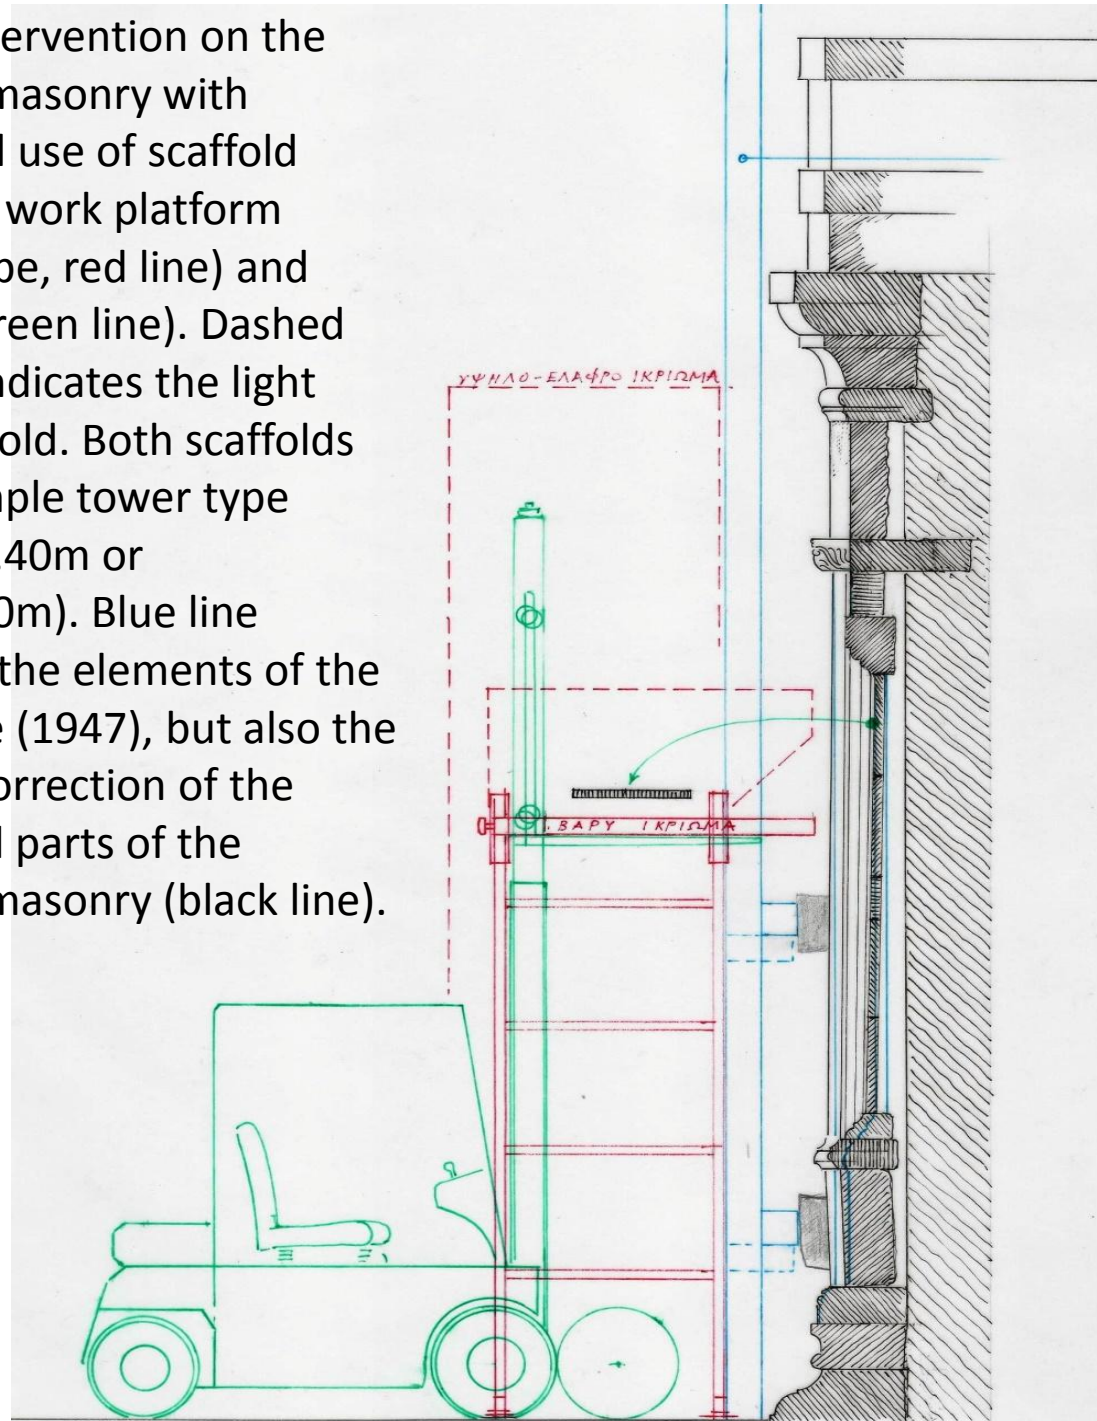 ervention on the
masonry with
l use of scaffold
work platform
pe, red line) and
reen line). Dashed
ndicates the light
old. Both scaffolds
nple tower type
.40m or
0m). Blue line
the elements of the
e (1947), but also the
orrection of the
l parts of the
masonry (black line).
ΥΨΗΛΟ-ΕΛΑΦΡΟ ΙΚΡΙΩΜΑ
ΒΑΡΥ ΙΚΡΙΩΜΑ